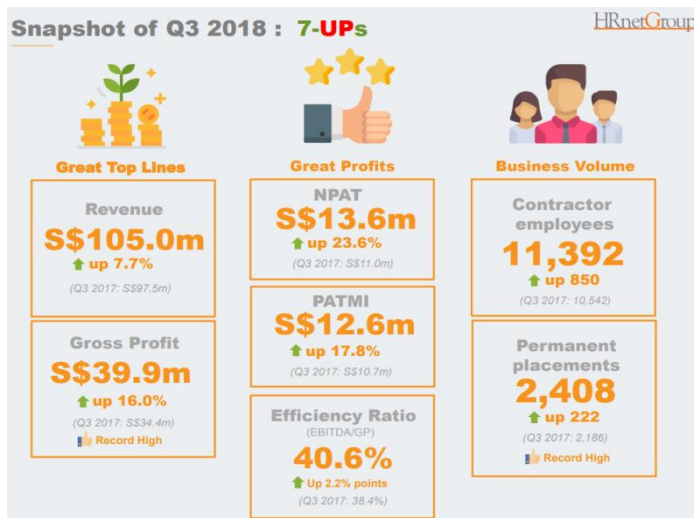 Snapshot of Q3 2018 : 7-UPs
HRnetGroup
Great Top Lines
Revenue
S$105.0m
up 7.7%
(Q3 2017: S$97.5m)
Gross Profit
S$39.9m
up 16.0%
(Q3 2017: S$34.4m)
Record High
Great Profits
NPAT
S$13.6m
up 23.6%
(Q3 2017: S$11.0m)
PATMI
S$12.6m
up 17.8%
(Q3 2017: S$10.7m)
Efficiency Ratio
(EBITDA/GP)
40.6%
Up 2.2% points
(Q3 2017: 38.4%)
Business Volume
Contractor
employees
11,392
up 850
(Q3 2017: 10,542)
Permanent
placements
2,408
up 222
(Q3 2017: 2,186)
Record High